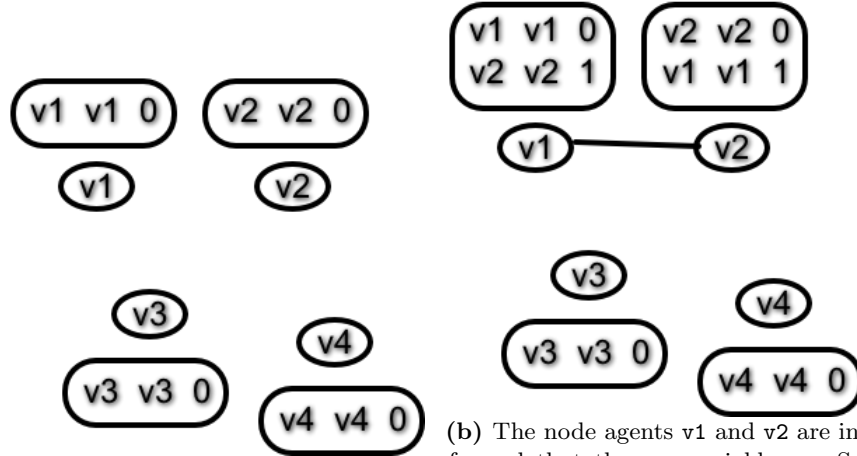 v1 v1 0
v2 v2 0
v1
v2
v3
v4
v3 v3 0
v4 v4 0
v1 v1 0
v2 v2 1
v2 v2 0
v1 v1 1
v1
v2
v3
v4
v3 v3 0
v4 v4 0
(b) The node agents v1 and v2 are in